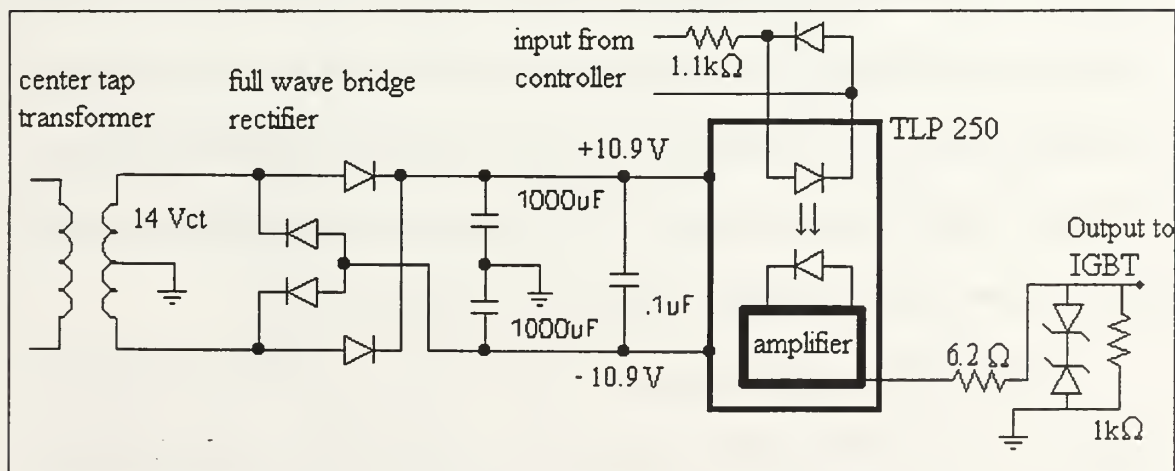 input from
controller
1.1kΩ
center tap
transformer
full wave bridge
rectifier
TLP 250
+10.9 V
14 Vct
1000uF
1000uF
.1uF
- 10.9 V
amplifier
6.2 Ω
Output to
IGBT
1kΩ